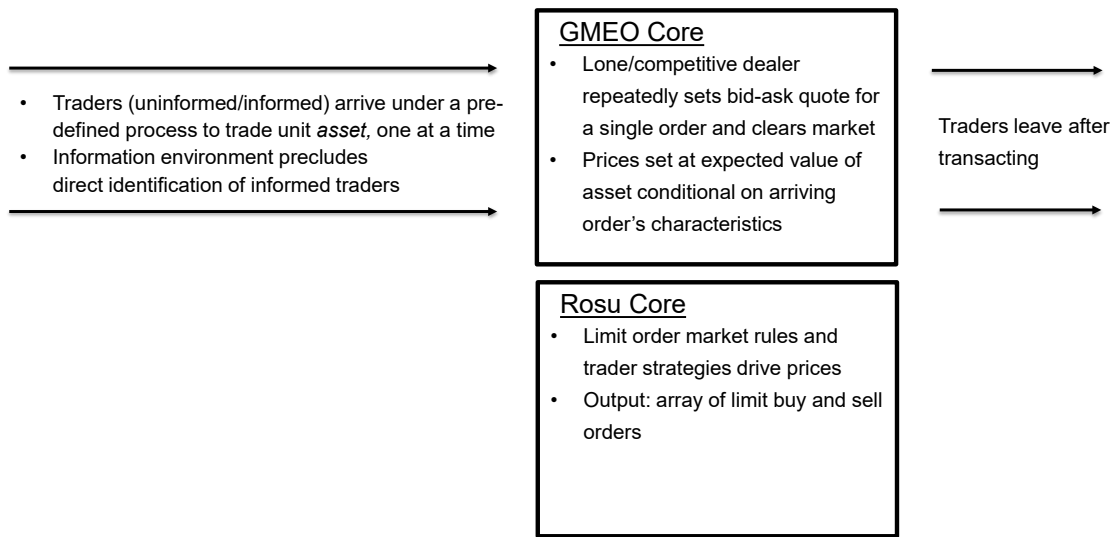 • Traders (uninformed/informed) arrive under a pre-
defined process to trade unit asset, one at a time
• Information environment precludes
direct identification of informed traders
GMEO Core
• Lone/competitive dealer
repeatedly sets bid-ask quote for
a single order and clears market
• Prices set at expected value of
asset conditional on arriving
order's characteristics
Traders leave after
transacting
Rosu Core
• Limit order market rules and
trader strategies drive prices
• Output: array of limit buy and sell
orders